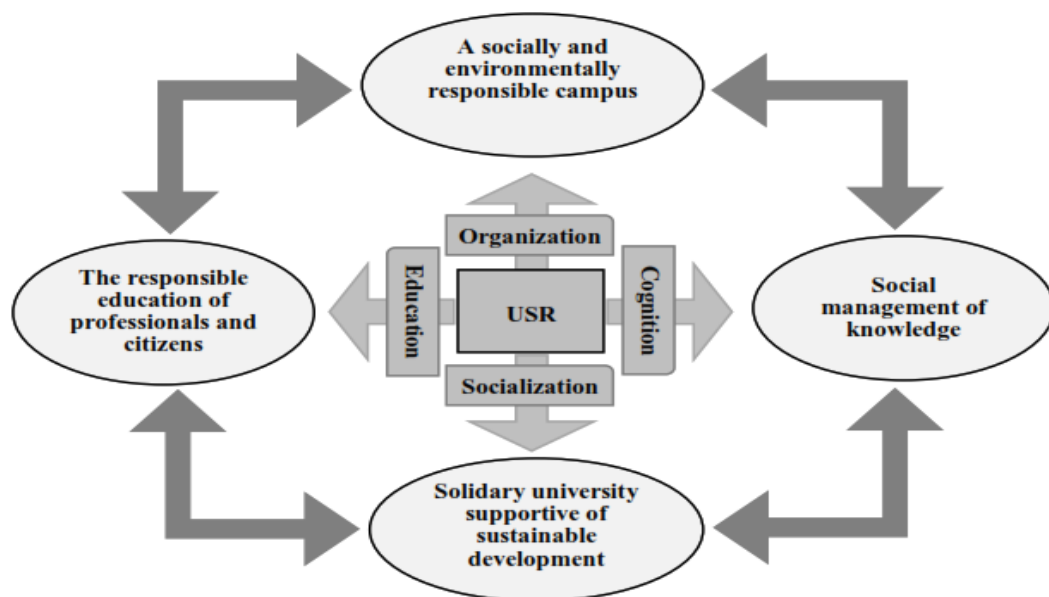 A socially and
environmentally
responsible campus
Organization
The responsible
education of
professionals and
citizens
Education
USR
Cognition
Social
management of
knowledge
Socialization
Solidary university
supportive of
sustainable
development